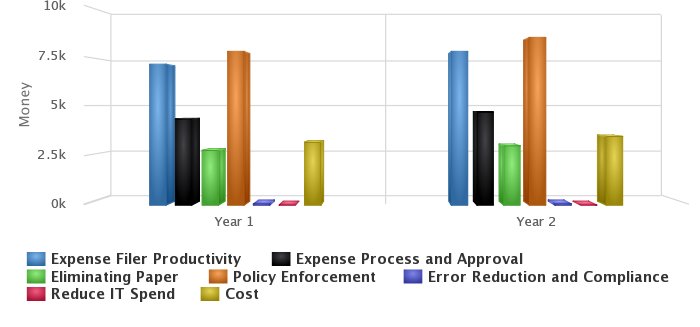 10k
7.5k
5k
2.5k
0k
Money
Year 1 Year 2
Expense Filer Productivity Expense Process and Approval
Eliminating Paper Policy Enforcement Error Reduction and Compliance
Reduce IT Spend Cost